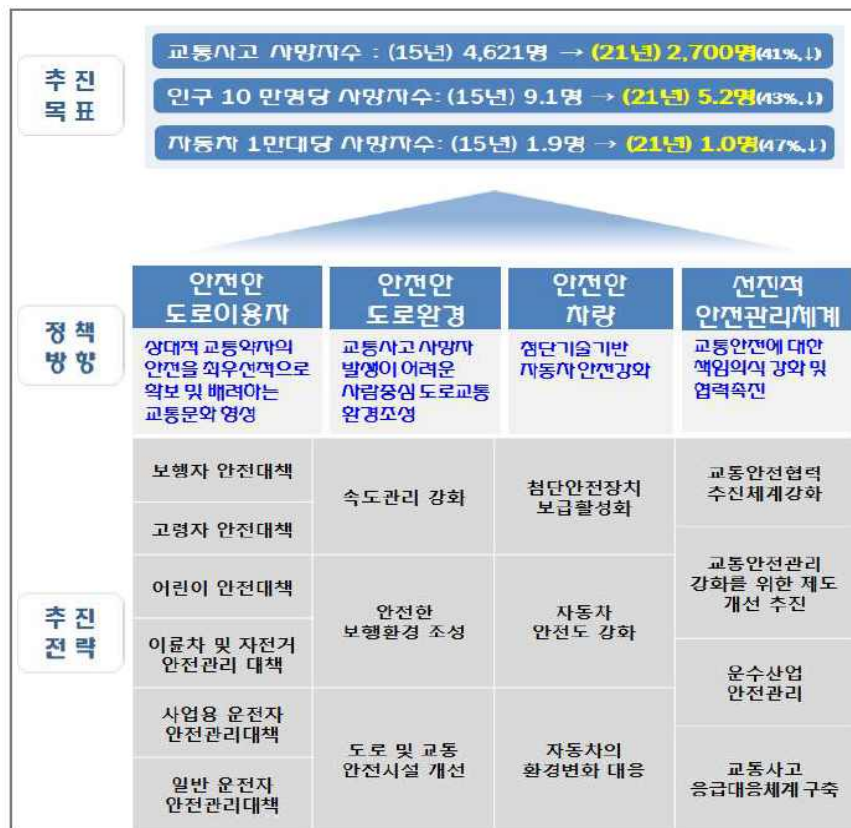 추 진
목 표
교통사고 사망자수 : (15년) 4,621명 → (21년) 2,700명(41%,↓)
인구 10 만명당 사망자수: (15년) 9.1명 → (21년) 5.2명(43%,↓)
자동차 1만대당 사망자수: (15년) 1.9명 → (21년) 1.0명(47%,↓)
정 책
방 향
안전한
도로이용자
상대적 교통약자의
안전을 최우선적으로
확보 및 배려하는
교통문화 형성
안전한
도로환경
교통사고 사망자
발생이 어려운
사람중심 도로교통
환경조성
안전한
차량
첨단기술기반
자동차 안전강화
선진적
안전관리체계
교통안전에 대한
책임의식 강화 및
협력촉진
추 진
전 략
보행자 안전대책
고령자 안전대책
어린이 안전대책
이륜차 및 자전거
안전관리 대책
사업용 운전자
안전관리대책
일반 운전자
안전관리대책
속도관리 강화
안전한
보행환경 조성
도로 및 교통
안전시설 개선
첨단안전장치
보급활성화
자동차
안전도 강화
자동차의
환경변화 대응
교통안전협력
추진체계강화
교통안전관리
강화를 위한 제도
개선 추진
운수산업
안전관리
교통사고
응급대응체계 구축